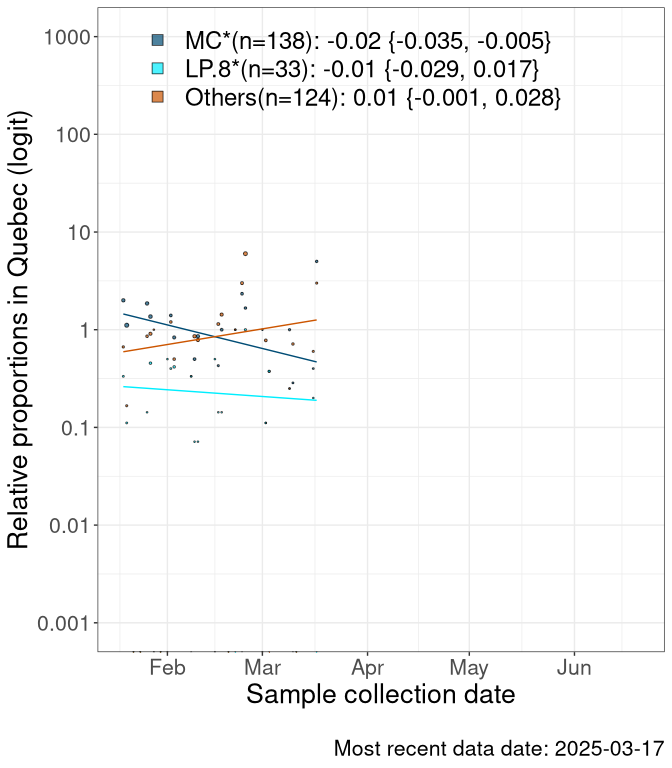 MC*(n=138): -0.02 {-0.035, -0.005}
LP.8*(n=33): -0.01 {-0.029, 0.017}
Others(n=124): 0.01 {-0.001, 0.028}
Relative proportions in Quebec (logit)
1000
100
10
1
0.1
0.01
0.001
Feb Mar Apr May Jun
Sample collection date
Most recent data date: 2025-03-17